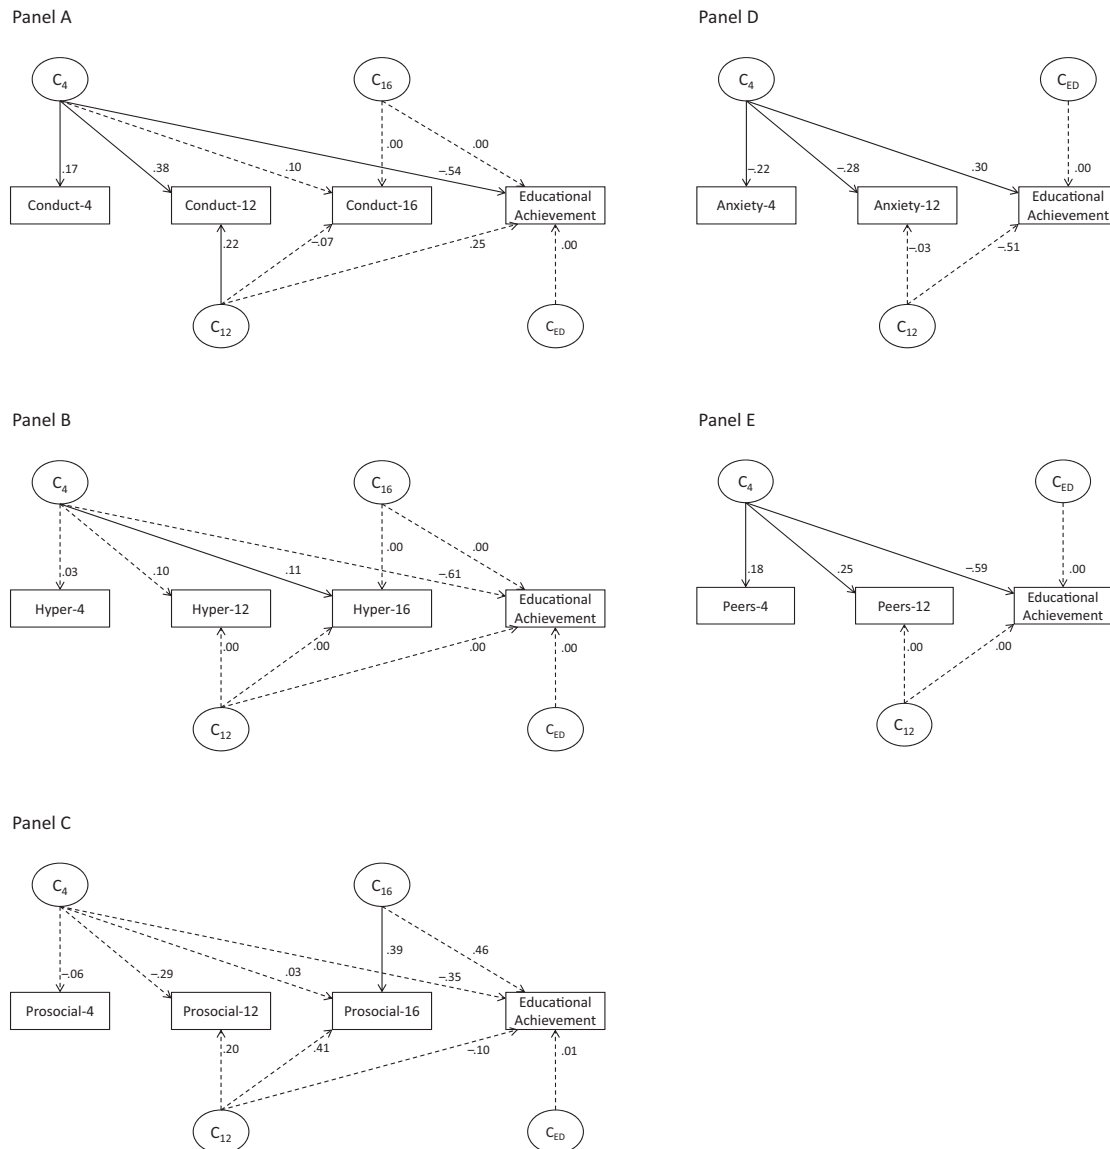 Panel A
C4
C16
.17
.38
.10
.00
.00
–.54
Conduct-4
Conduct-12
Conduct-16
Educational
Achievement
.22
–.07
.25
.00
C12
CED
Panel B
C4
C16
.03
.10
.11
.00
.00
–.61
Hyper-4
Hyper-12
Hyper-16
Educational
Achievement
.00
.00
.00
.00
C12
CED
Panel C
C4
C16
–.06
–.29
.03
.39
.46
–.35
Prosocial-4
Prosocial-12
Prosocial-16
Educational
Achievement
.20
.41
–.10
.01
C12
CED
Panel D
C4
CED
–.22
–.28
.30
.00
Anxiety-4
Anxiety-12
Educational
Achievement
–.03
–.51
C12
Panel E
C4
CED
.18
.25
–.59
.00
Peers-4
Peers-12
Educational
Achievement
.00
.00
C12